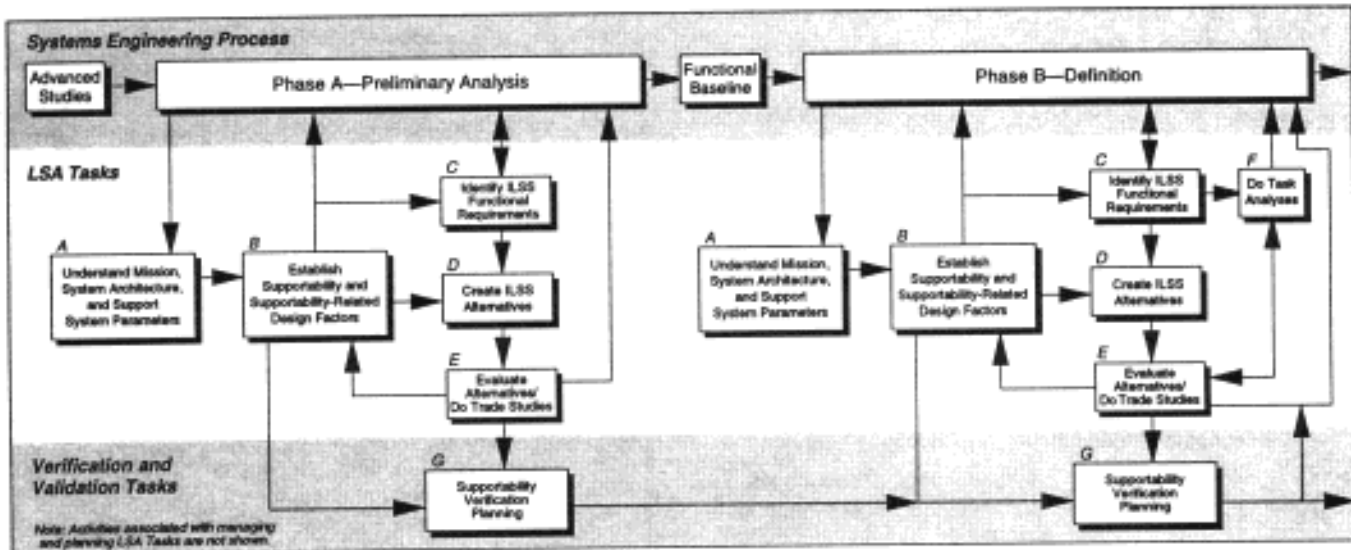 Systems Engineering Process
Advanced
Studies
Phase A—Preliminary Analysis
Functional
Baseline
Phase B—Definition
LSA Tasks
A
Understand Mission,
System Architecture,
and Support
System Parameters
B
Establish
Supportability and
Supportability-Related
Design Factors
C
Identify ILSS
Functional
Requirements
D
Create ILSS
Alternatives
E
Evaluate
Alternatives/
Do Trade Studies
A
Understand Mission,
System Architecture,
and Support
System Parameters
B
Establish
Supportability and
Supportability-Related
Design Factors
C
Identify ILSS
Functional
Requirements
F
Do Task
Analyses
D
Create ILSS
Alternatives
E
Evaluate
Alternatives/
Do Trade Studies
Verification and
Validation Tasks
G
Supportability
Verification
Planning
G
Supportability
Verification
Planning
Note: Activities associated with managing
and planning LSA Tasks are not shown.